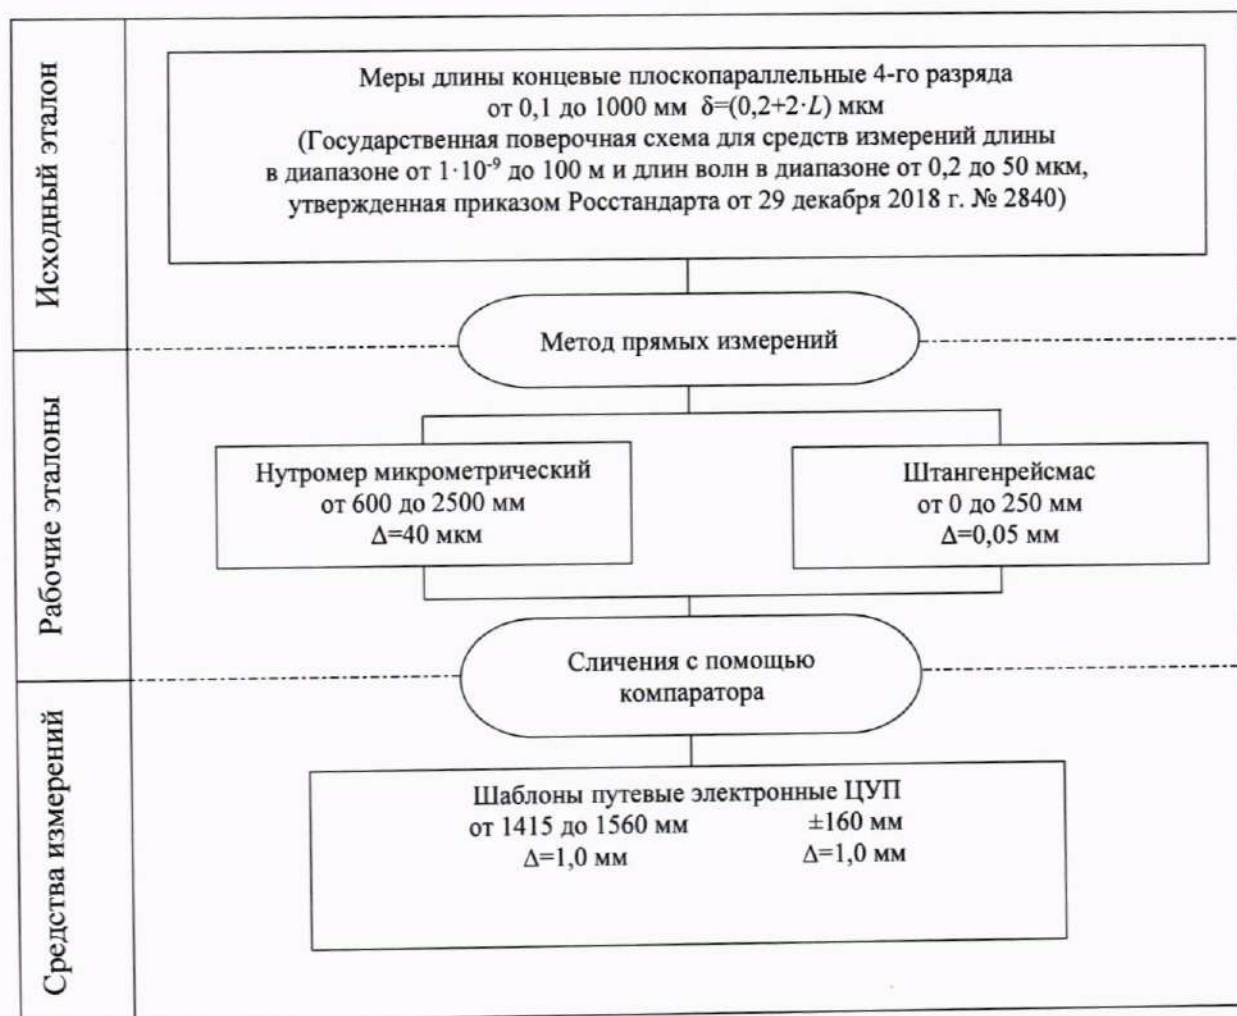 Исходный эталон
Меры длины концевые плоскопараллельные 4-го разряда
от 0,1 до 1000 мм δ=(0,2+2·L) мкм
(Государственная поверочная схема для средств измерений длины
в диапазоне от 1·10⁻⁹ до 100 м и длин волн в диапазоне от 0,2 до 50 мкм,
утвержденная приказом Росстандарта от 29 декабря 2018 г. № 2840)
Метод прямых измерений
Рабочие эталоны
Нутромер микрометрический
от 600 до 2500 мм
Δ=40 мкм
Штангенрейсмас
от 0 до 250 мм
Δ=0,05 мм
Сличения с помощью
компаратора
Средства измерений
Шаблоны путевые электронные ЦУП
от 1415 до 1560 мм ±160 мм
Δ=1,0 мм Δ=1,0 мм